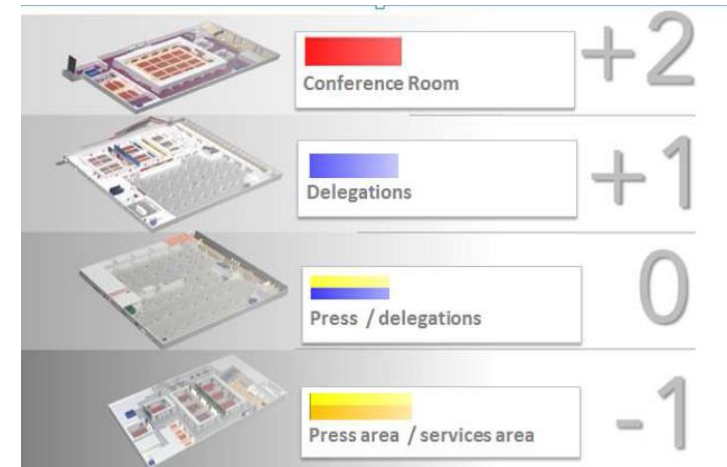 Conference Room
+2
Delegations
+1
Press / delegations
0
Press area / services area
-1